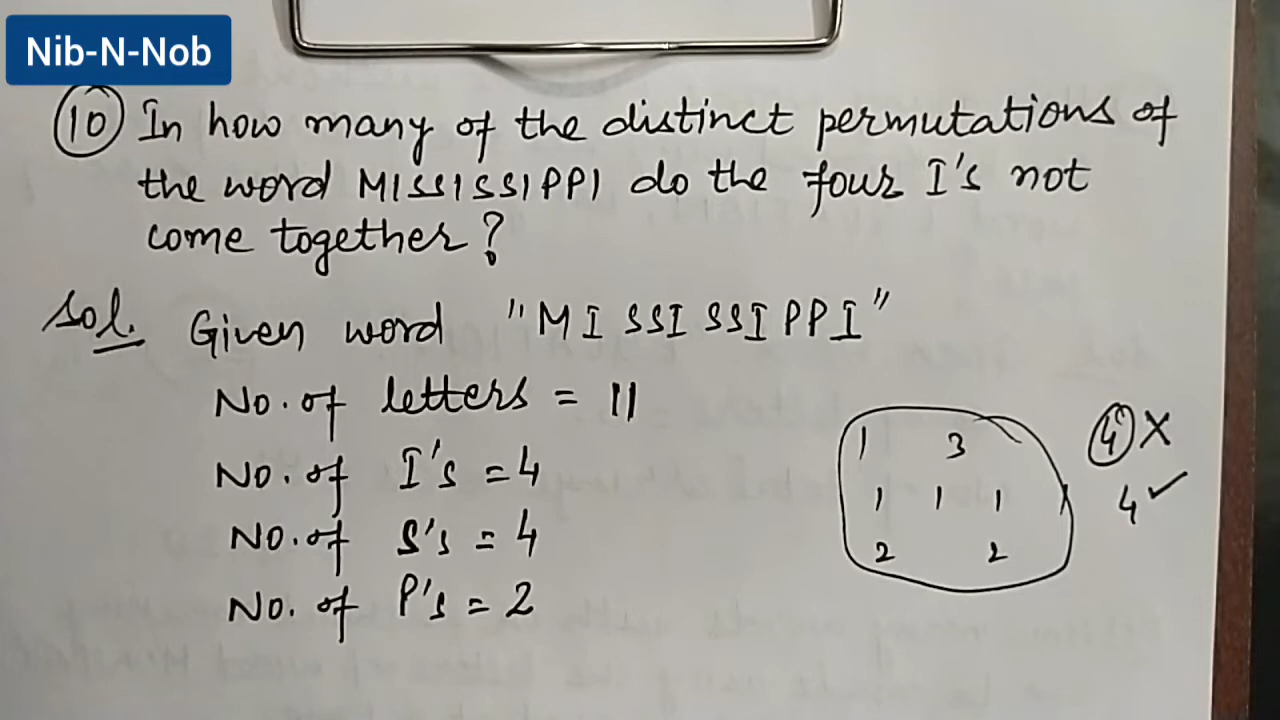 Nib-N-Nob
10 In how many of the distinct permutations of
the word MISSISSIPPI do the four I's not
come together?
Sol. Given word "MISSISSIPPI"
No. of letters = 11
No. of I's = 4
No. of S's = 4
No. of P's = 2
1 3
1 1 1 1
2 2
4 ×
4 ✓